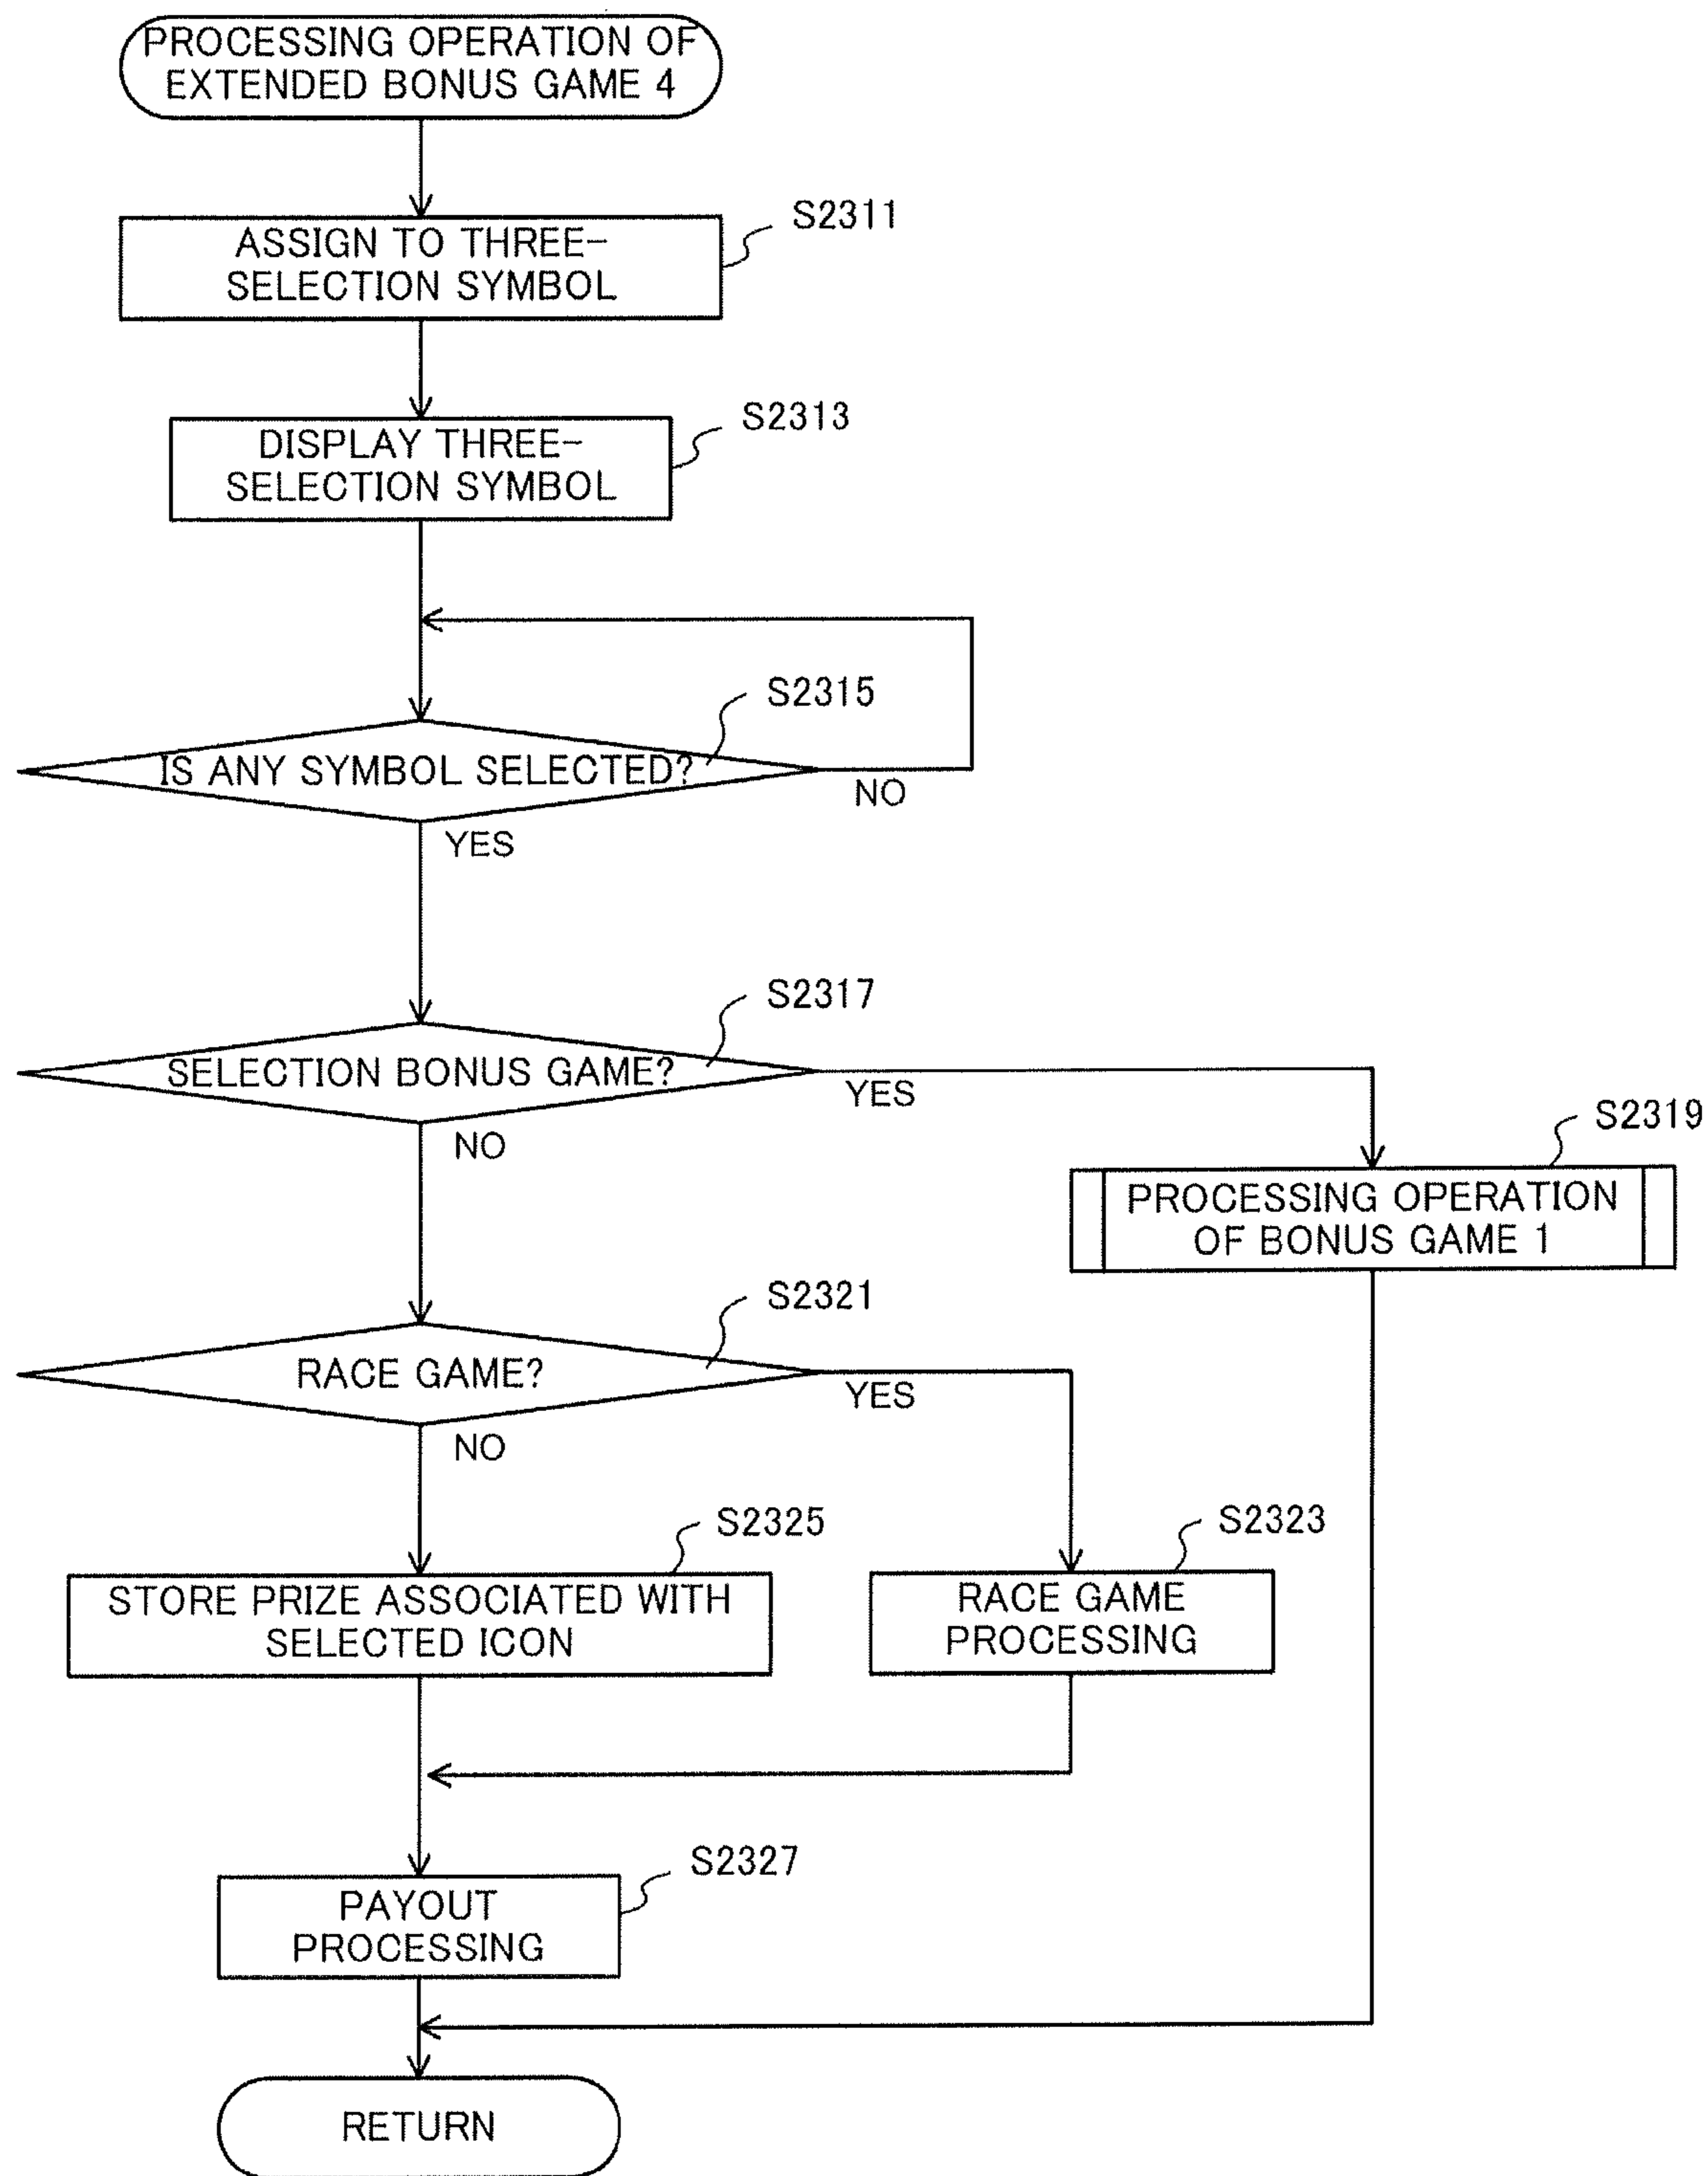 PROCESSING OPERATION OF
EXTENDED BONUS GAME 4
S2311
ASSIGN TO THREE-
SELECTION SYMBOL
S2313
DISPLAY THREE-
SELECTION SYMBOL
S2315
IS ANY SYMBOL SELECTED?
NO
YES
S2317
SELECTION BONUS GAME?
YES
NO
S2319
PROCESSING OPERATION
OF BONUS GAME 1
S2321
RACE GAME?
YES
NO
S2325
STORE PRIZE ASSOCIATED WITH
SELECTED ICON
S2323
RACE GAME
PROCESSING
S2327
PAYOUT
PROCESSING
RETURN